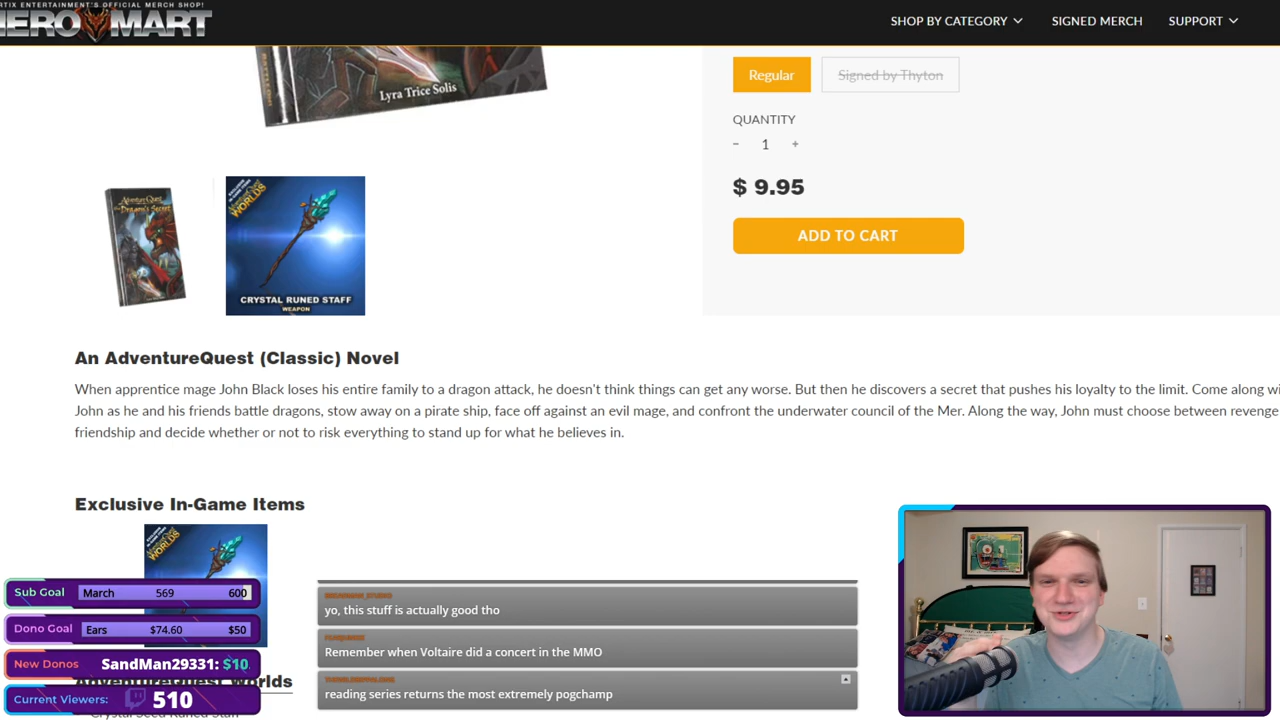 ARTIX ENTERTAINMENT'S OFFICIAL MERCH SHOP!
HERO MART
SHOP BY CATEGORY
SIGNED MERCH
SUPPORT
Lyra Trice Solis
Regular
Signed by Thyton
QUANTITY
- 1 +
$ 9.95
ADD TO CART
AdventureQuest
the Dragon's Secret
WORLDS
CRYSTAL RUNED STAFF
WEAPON
An AdventureQuest (Classic) Novel
When apprentice mage John Black loses his entire family to a dragon attack, he doesn't think things can get any worse. But then he discovers a secret that pushes his loyalty to the limit. Come along wi
John as he and his friends battle dragons, stow away on a pirate ship, face off against an evil mage, and confront the underwater council of the Mer. Along the way, John must choose between revenge
friendship and decide whether or not to risk everything to stand up for what he believes in.
Exclusive In-Game Items
WORLDS
Sub Goal March 569 600
Dono Goal Ears $74.60 $50
New Donos SandMan29331: $10
AdventureQuest Worlds
Current Viewers: 510
Crystal Seed Runed Staff
yo, this stuff is actually good tho
Remember when Voltaire did a concert in the MMO
reading series returns the most extremely pogchamp